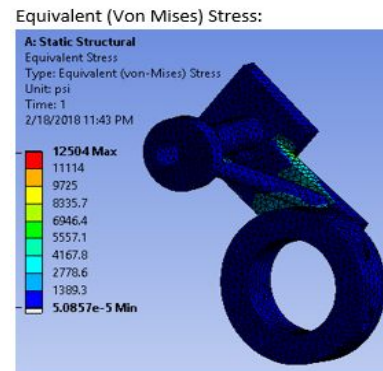 Equivalent (Von Mises) Stress:
A: Static Structural
Equivalent Stress
Type: Equivalent (von-Mises) Stress
Unit: psi
Time: 1
2/18/2018 11:43 PM
12504 Max
11114
9725
8335.7
6946.4
5557.1
4167.8
2778.6
1389.3
5.0857e-5 Min